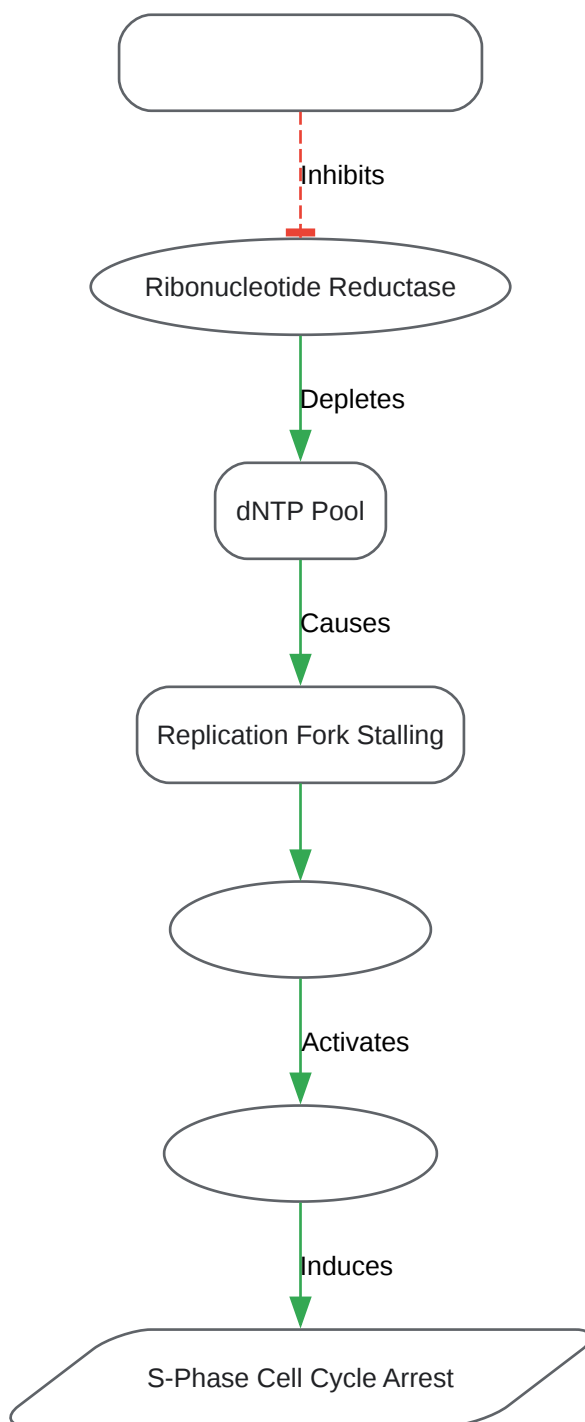 Inhibits
Ribonucleotide Reductase
Depletes
dNTP Pool
Causes
Replication Fork Stalling
Activates
Induces
S-Phase Cell Cycle Arrest